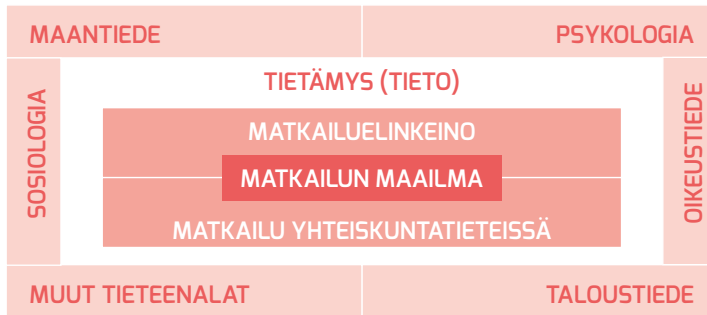 MAANTIEDE
PSYKOLOGIA
SOSIOLOGIA
TIETÄMYS (TIETO)
MATKAILUELINKEINO
MATKAILUN MAAILMA
MATKAILU YHTEISKUNTATIETEISSÄ
OIKEUSTIEDE
MUUT TIETEENALAT
TALOUSTIEDE